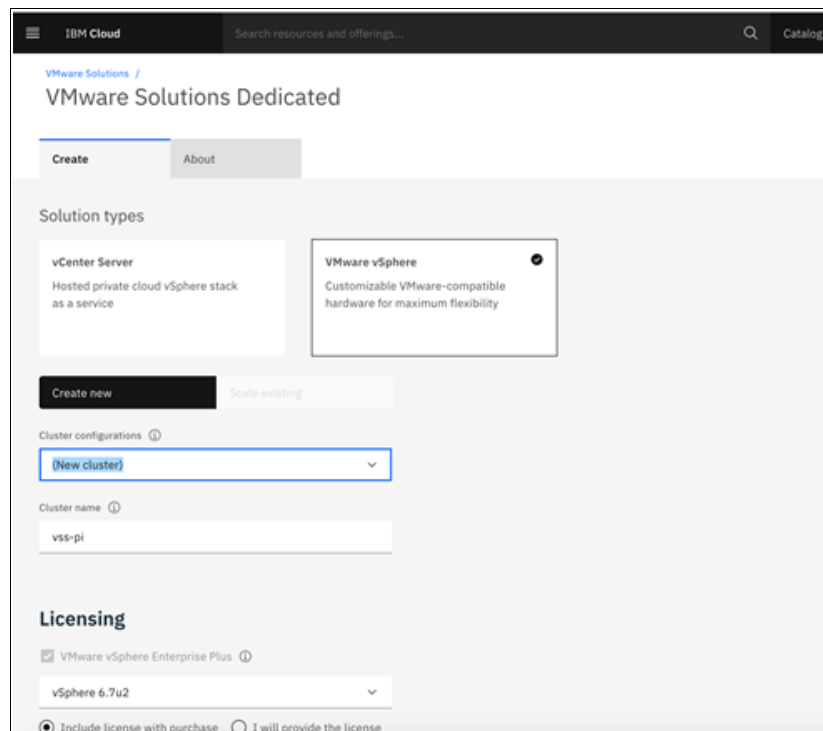 IBM Cloud
Search resources and offerings...
Catalog
VMware Solutions /
VMware Solutions Dedicated
Create
About
Solution types
vCenter Server
Hosted private cloud vSphere stack
as a service
VMware vSphere
Customizable VMware-compatible
hardware for maximum flexibility
Create new
Scale existing
Cluster configurations
(New cluster)
Cluster name
vss-pi
Licensing
VMware vSphere Enterprise Plus
vSphere 6.7u2
Include license with purchase
I will provide the license